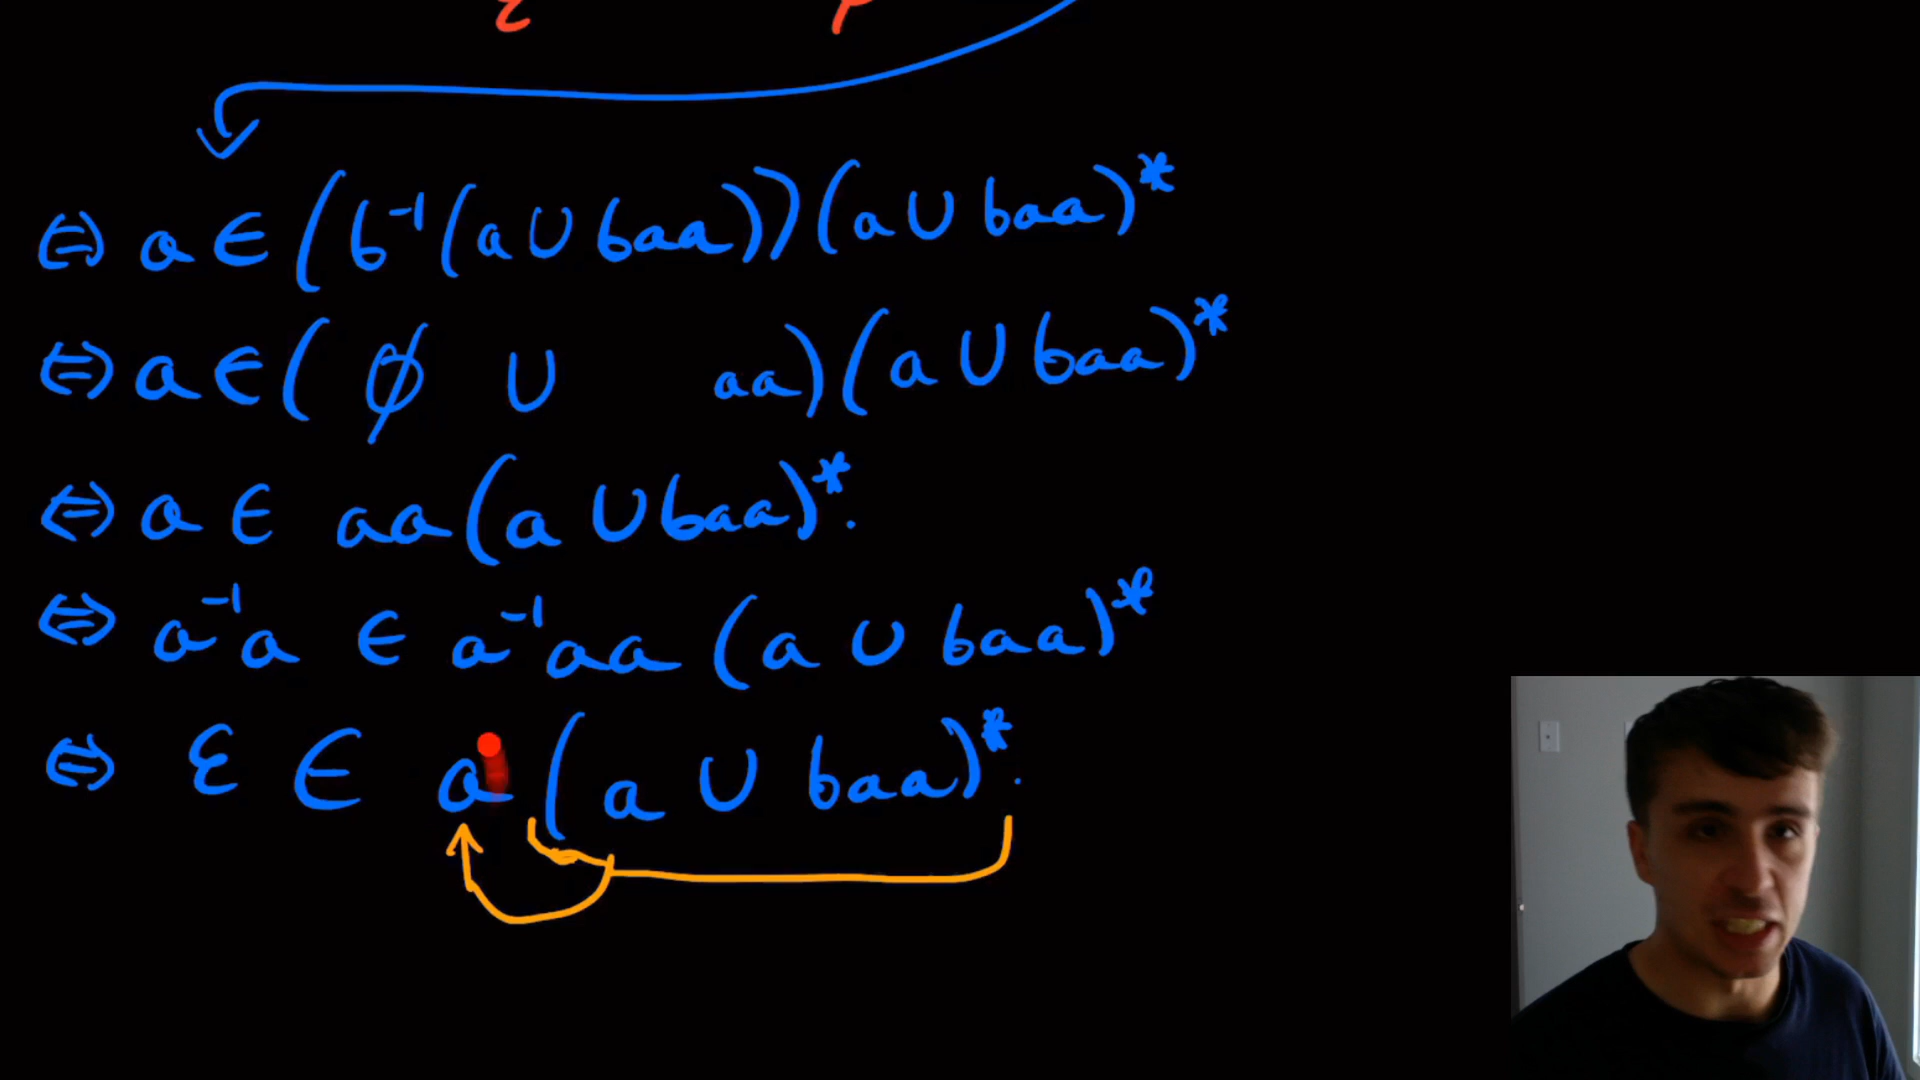 ⇔ a ∈ (b⁻¹(a ∪ baa))(a ∪ baa)*
⇔ a ∈ ( ∅ ∪ aa)(a ∪ baa)*
⇔ a ∈ aa(a ∪ baa)*.
⇔ a⁻¹a ∈ a⁻¹aa (a ∪ baa)*
⇔ ε ∈ a (a ∪ baa)*.